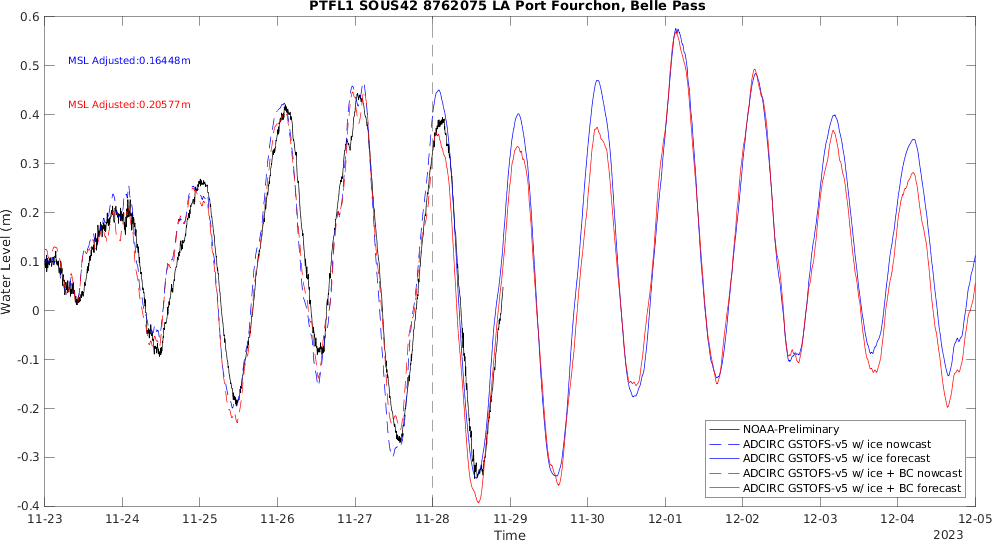 PTFL1 SOUS42 8762075 LA Port Fourchon, Belle Pass
0.6
0.5
0.4
0.3
0.2
0.1
0
-0.1
-0.2
-0.3
-0.4
Water Level (m)
MSL Adjusted:0.16448m
MSL Adjusted:0.20577m
NOAA-Preliminary
ADCIRC GSTOFS-v5 w/ ice nowcast
ADCIRC GSTOFS-v5 w/ ice forecast
ADCIRC GSTOFS-v5 w/ ice + BC nowcast
ADCIRC GSTOFS-v5 w/ ice + BC forecast
11-23 11-24 11-25 11-26 11-27 11-28 11-29 11-30 12-01 12-02 12-03 12-04 12-05
Time
2023